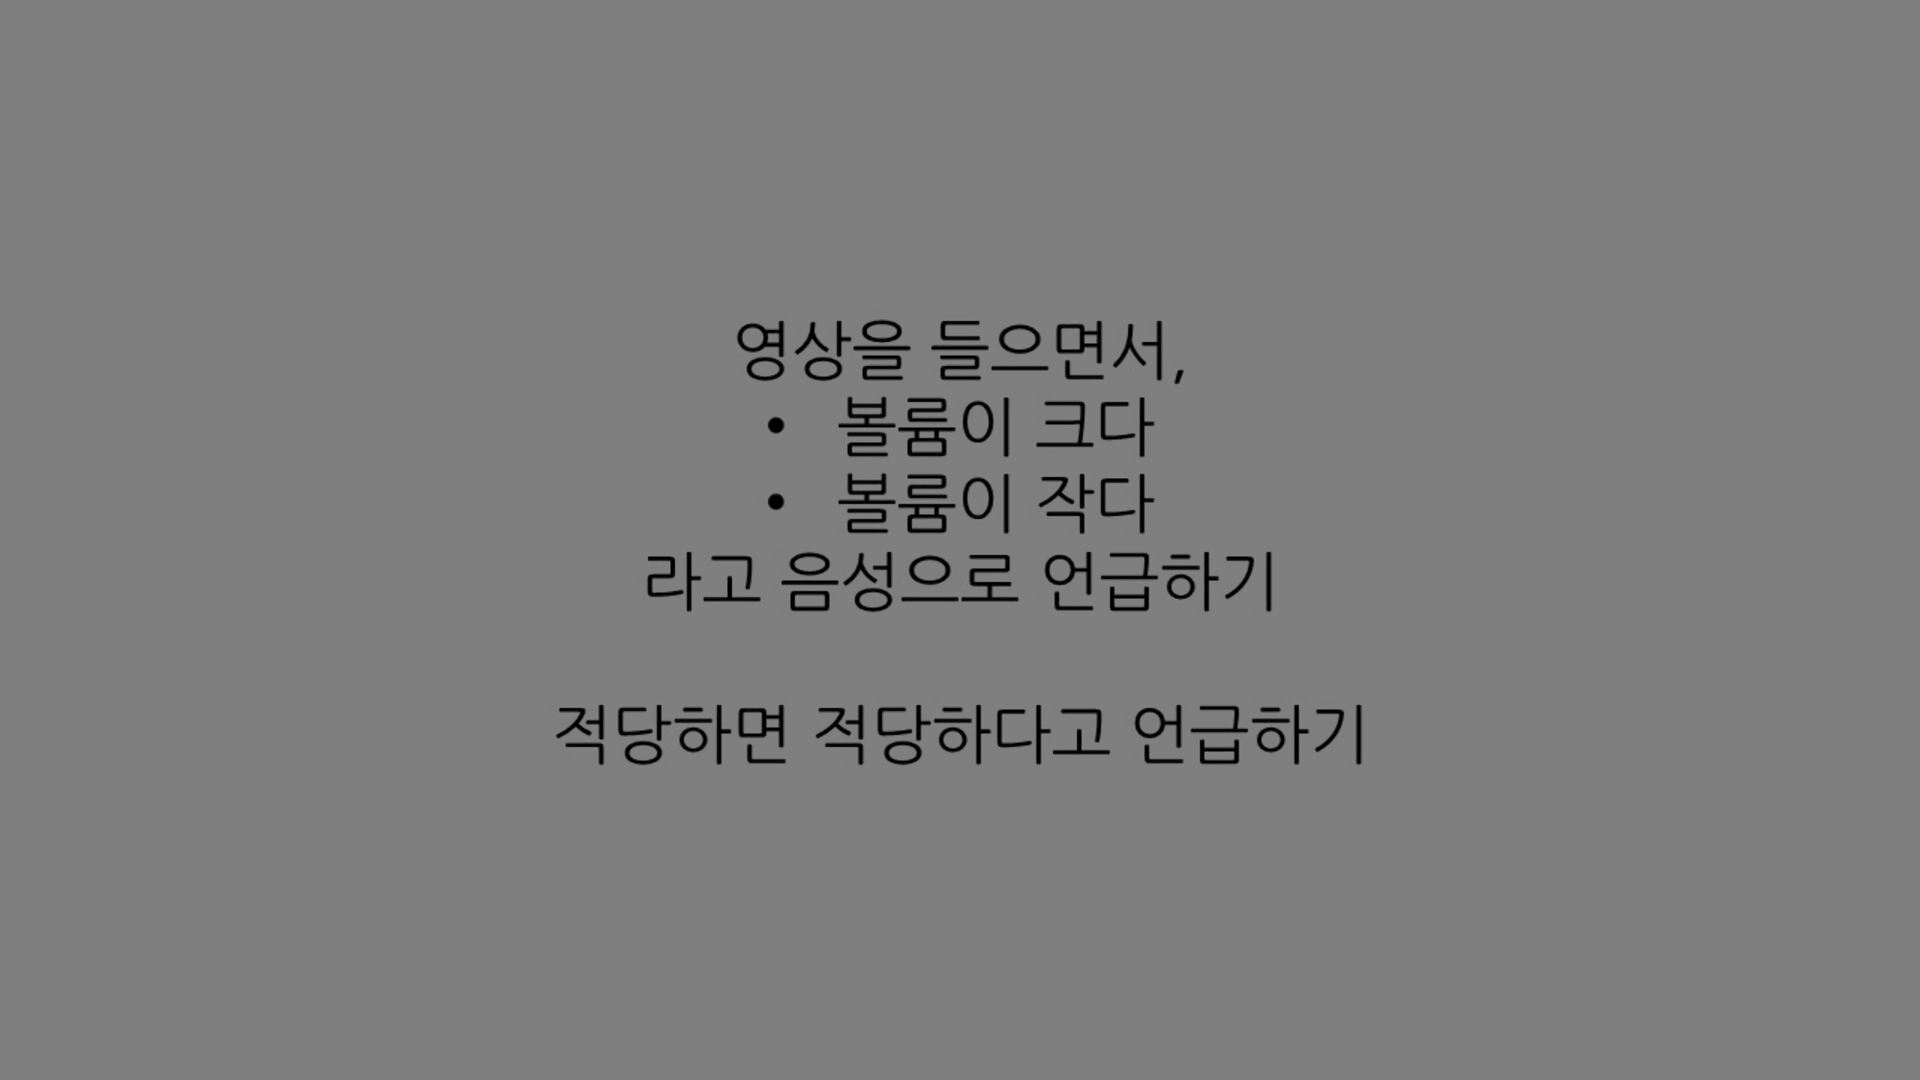 영상을 들으면서,
• 볼륨이 크다
• 볼륨이 작다
라고 음성으로 언급하기
적당하면 적당하다고 언급하기